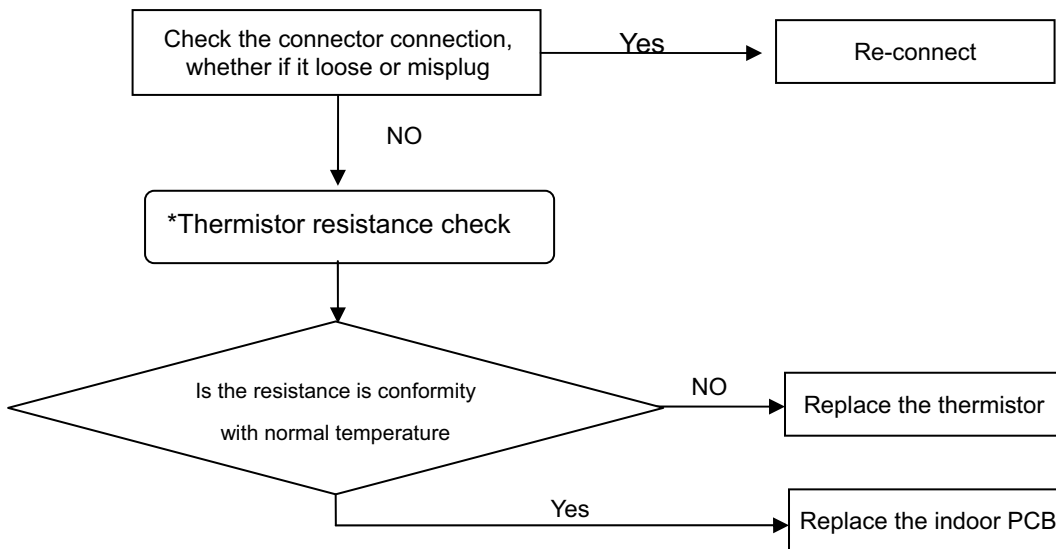 Check the connector connection,
whether if it loose or misplug
Yes
Re-connect
NO
*Thermistor resistance check
Is the resistance is conformity
with normal temperature
NO
Replace the thermistor
Yes
Replace the indoor PCB